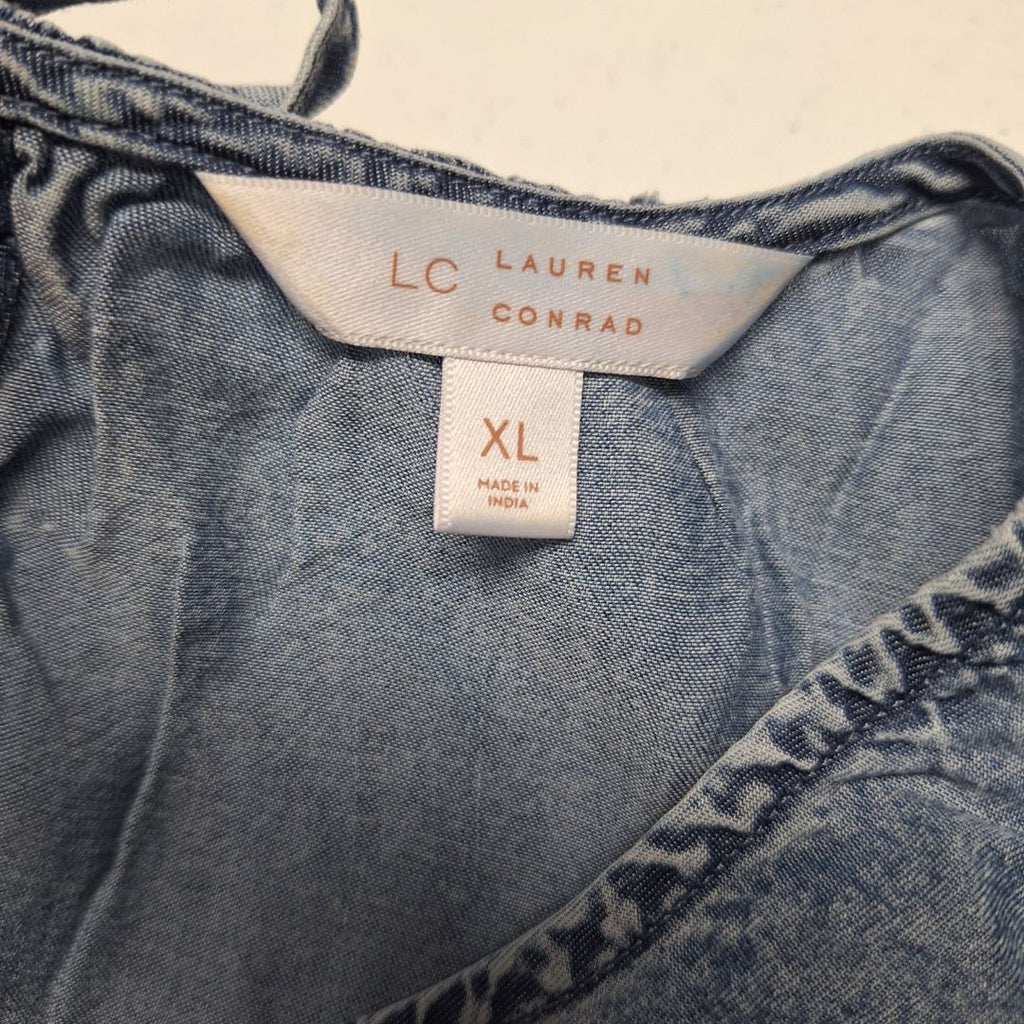 LC LAUREN
CONRAD
XL
MADE IN
INDIA